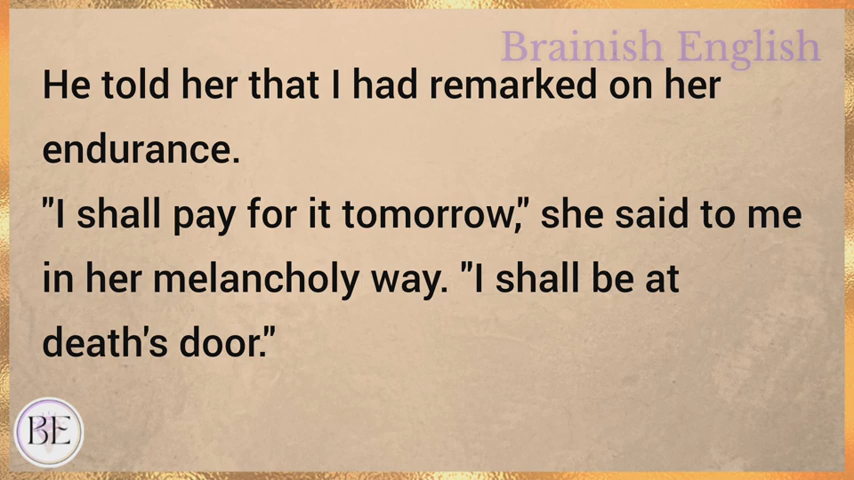 Brainish English
He told her that I had remarked on her
endurance.
"I shall pay for it tomorrow," she said to me
in her melancholy way. "I shall be at
death's door."
BE